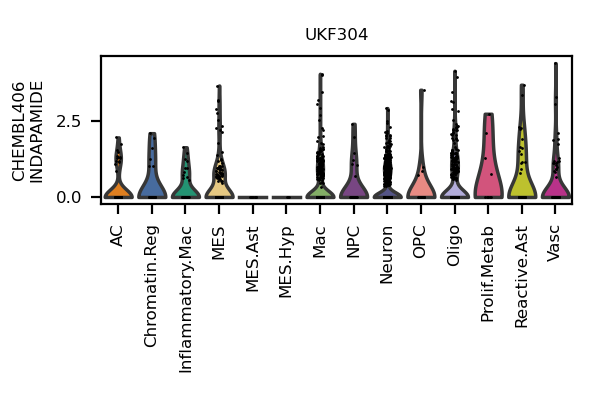 UKF304
CHEMBL406
INDAPAMIDE
2.5
0.0
AC
Chromatin.Reg
Inflammatory.Mac
MES
MES.Ast
MES.Hyp
Mac
NPC
Neuron
OPC
Oligo
Prolif.Metab
Reactive.Ast
Vasc